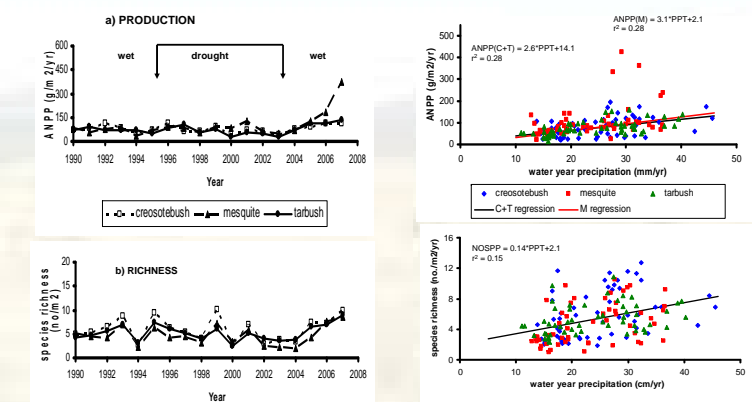 a) PRODUCTION
ANPP (g/m2/yr)
600
450
300
150
0
wet
drought
wet
1990 1992 1994 1996 1998 2000 2002 2004 2006 2008
Year
creosotebush mesquite tarbush
ANPP(M) = 3.1*PPT+2.1
r² = 0.28
ANPP(C+T) = 2.6*PPT+14.1
r² = 0.28
ANPP (g/m2/yr)
500
400
300
200
100
0
0 10 20 30 40 50
water year precipitation (mm/yr)
creosotebush mesquite tarbush
C+T regression M regression
b) RICHNESS
species richness
(no/m2)
20
15
10
5
0
1990 1992 1994 1996 1998 2000 2002 2004 2006 2008
Year
NOSPP = 0.14*PPT+2.1
r² = 0.15
species richness (no./m2/yr)
16
12
8
4
0
0 10 20 30 40 50
water year precipitation (cm/yr)